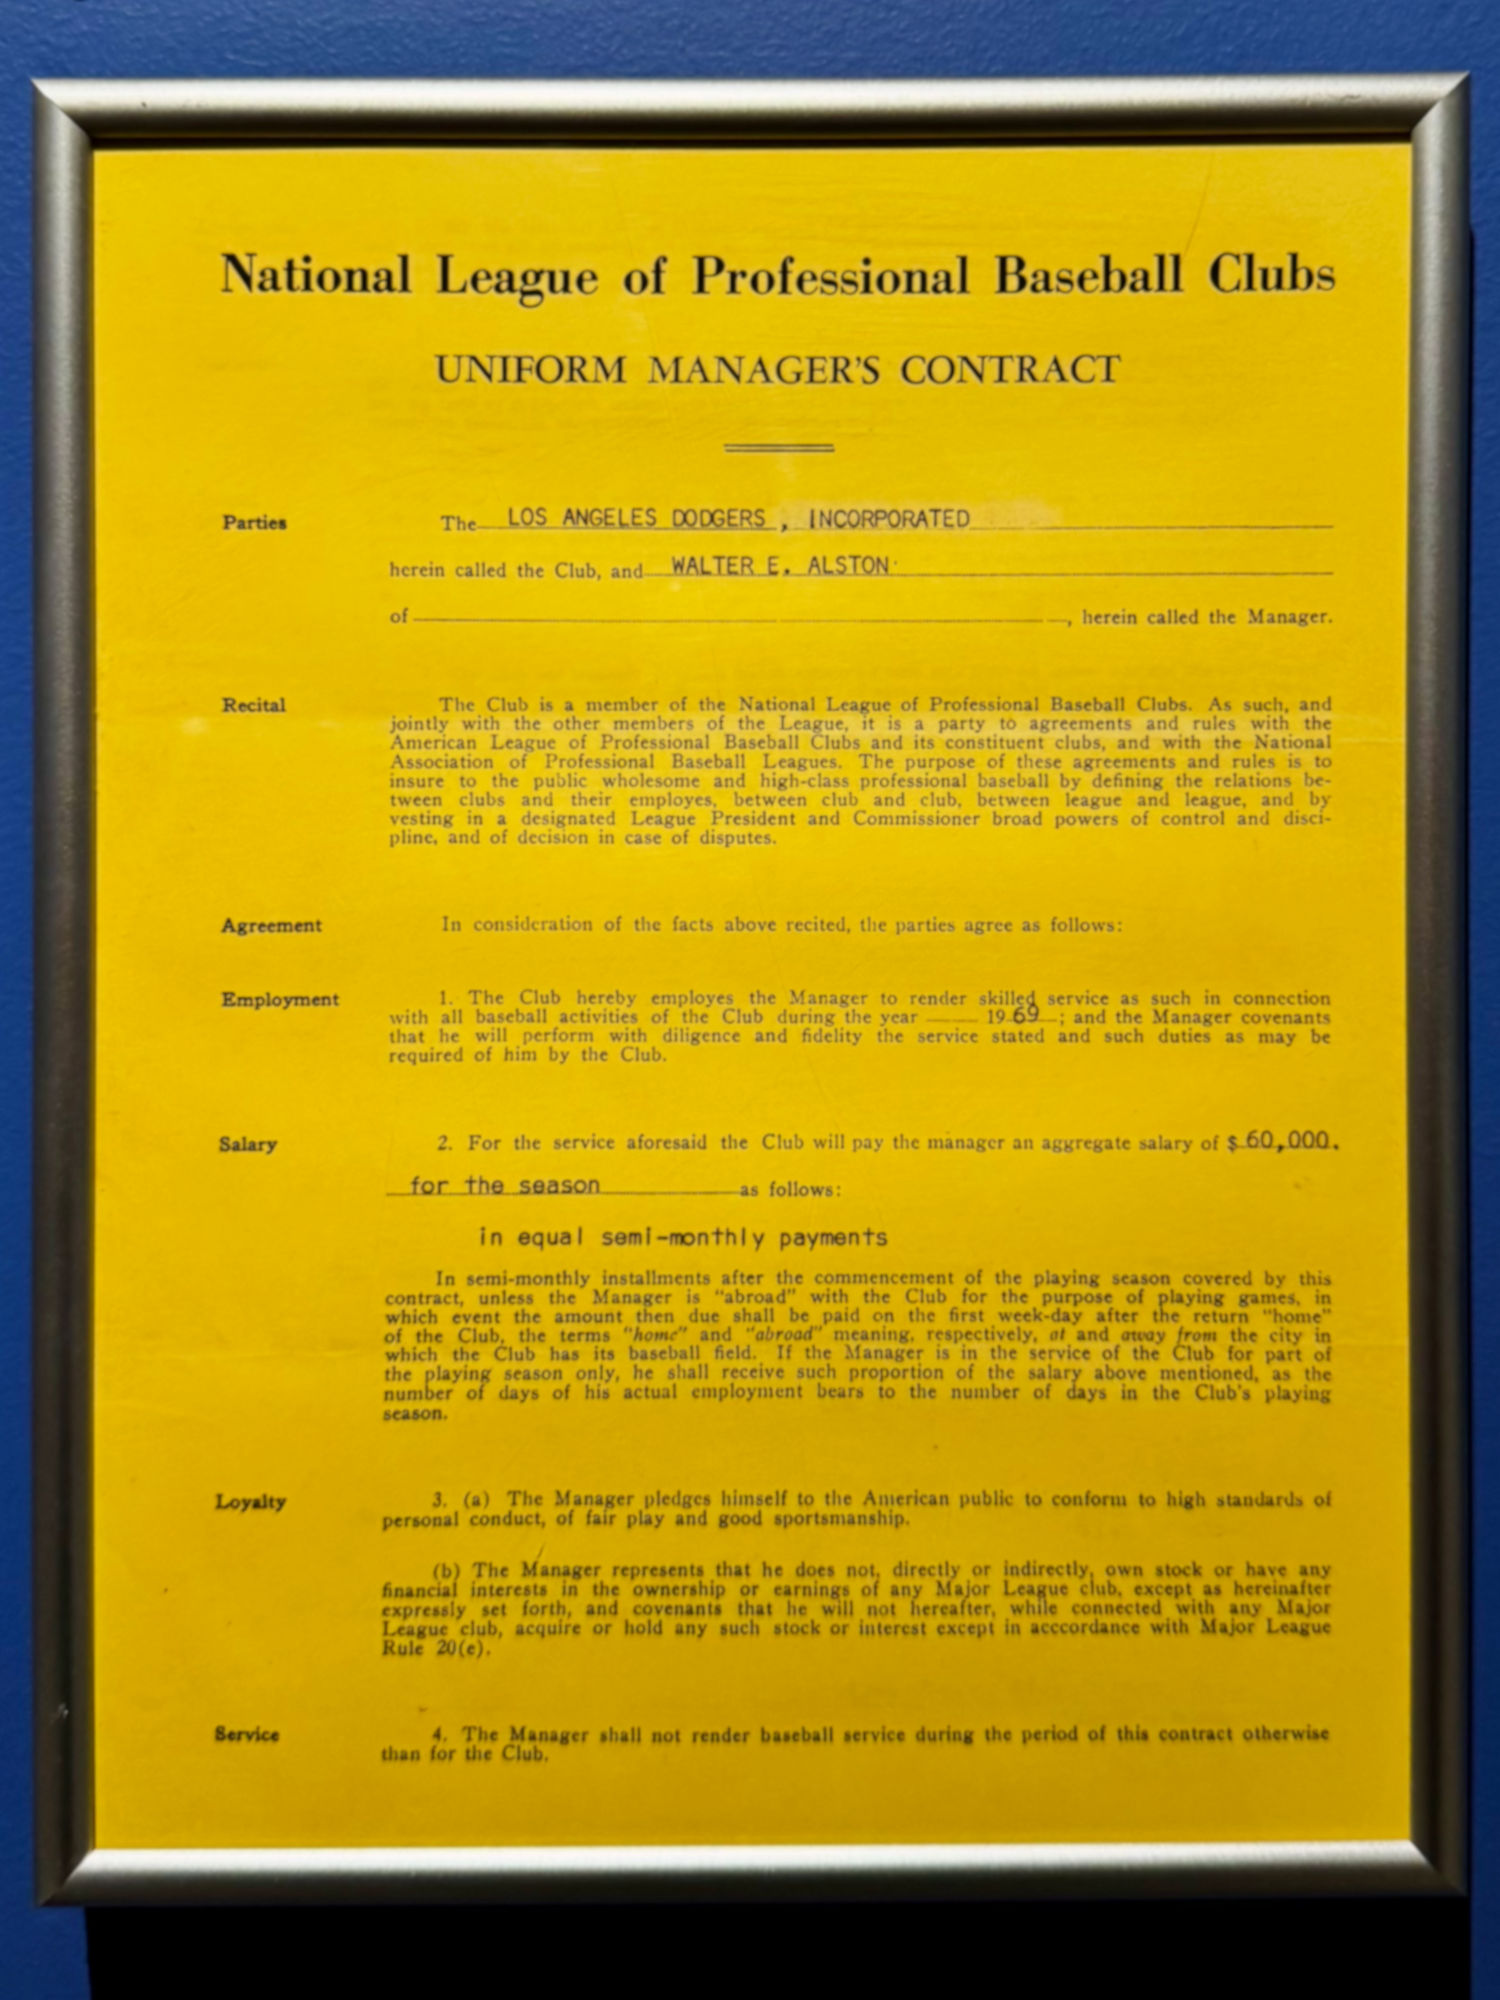 National League of Professional Baseball Clubs
UNIFORM MANAGER'S CONTRACT
Parties The LOS ANGELES DODGERS , INCORPORATED
herein called the Club, and WALTER E. ALSTON
of , herein called the Manager.
Recital The Club is a member of the National League of Professional Baseball Clubs. As such, and
jointly with the other members of the League, it is a party to agreements and rules with the
American League of Professional Baseball Clubs and its constituent clubs, and with the National
Association of Professional Baseball Leagues. The purpose of these agreements and rules is to
insure to the public wholesome and high-class professional baseball by defining the relations be-
tween clubs and their employes, between club and club, between league and league, and by
vesting in a designated League President and Commissioner broad powers of control and disci-
pline, and of decision in case of disputes.
Agreement In consideration of the facts above recited, the parties agree as follows:
Employment 1. The Club hereby employes the Manager to render skilled service as such in connection
with all baseball activities of the Club during the year 1969 ; and the Manager covenants
that he will perform with diligence and fidelity the service stated and such duties as may be
required of him by the Club.
Salary 2. For the service aforesaid the Club will pay the manager an aggregate salary of $ 60,000.
for the season as follows:
in equal semi-monthly payments
In semi-monthly installments after the commencement of the playing season covered by this
contract, unless the Manager is "abroad" with the Club for the purpose of playing games, in
which event the amount then due shall be paid on the first week-day after the return "home"
of the Club, the terms "home" and "abroad" meaning, respectively, at and away from the city in
which the Club has its baseball field. If the Manager is in the service of the Club for part of
the playing season only, he shall receive such proportion of the salary above mentioned, as the
number of days of his actual employment bears to the number of days in the Club's playing
season.
Loyalty 3. (a) The Manager pledges himself to the American public to conform to high standards of
personal conduct, of fair play and good sportsmanship.
(b) The Manager represents that he does not, directly or indirectly, own stock or have any
financial interests in the ownership or earnings of any Major League club, except as hereinafter
expressly set forth, and covenants that he will not hereafter, while connected with any Major
League club, acquire or hold any such stock or interest except in acccordance with Major League
Rule 20(e).
Service 4. The Manager shall not render baseball service during the period of this contract otherwise
than for the Club.